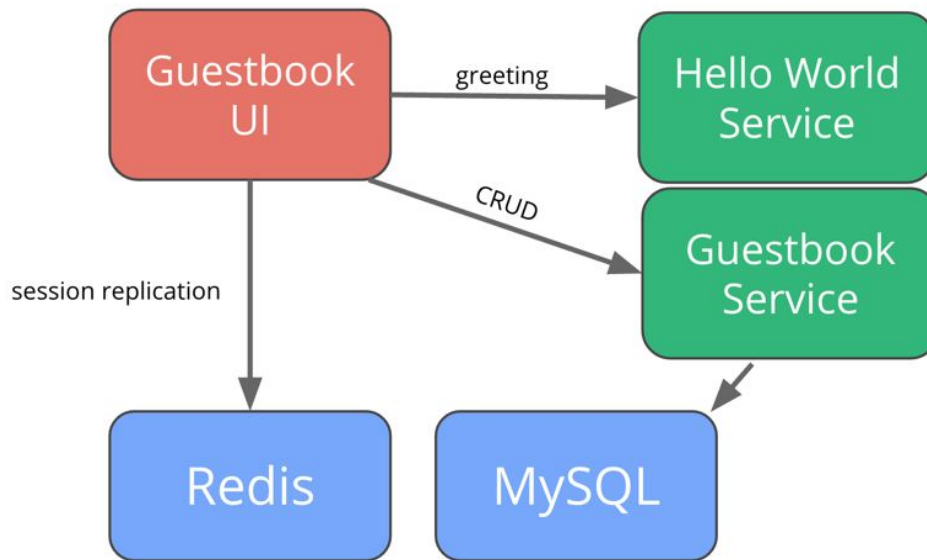 Guestbook
UI
greeting
Hello World
Service
CRUD
Guestbook
Service
session replication
Redis
MySQL